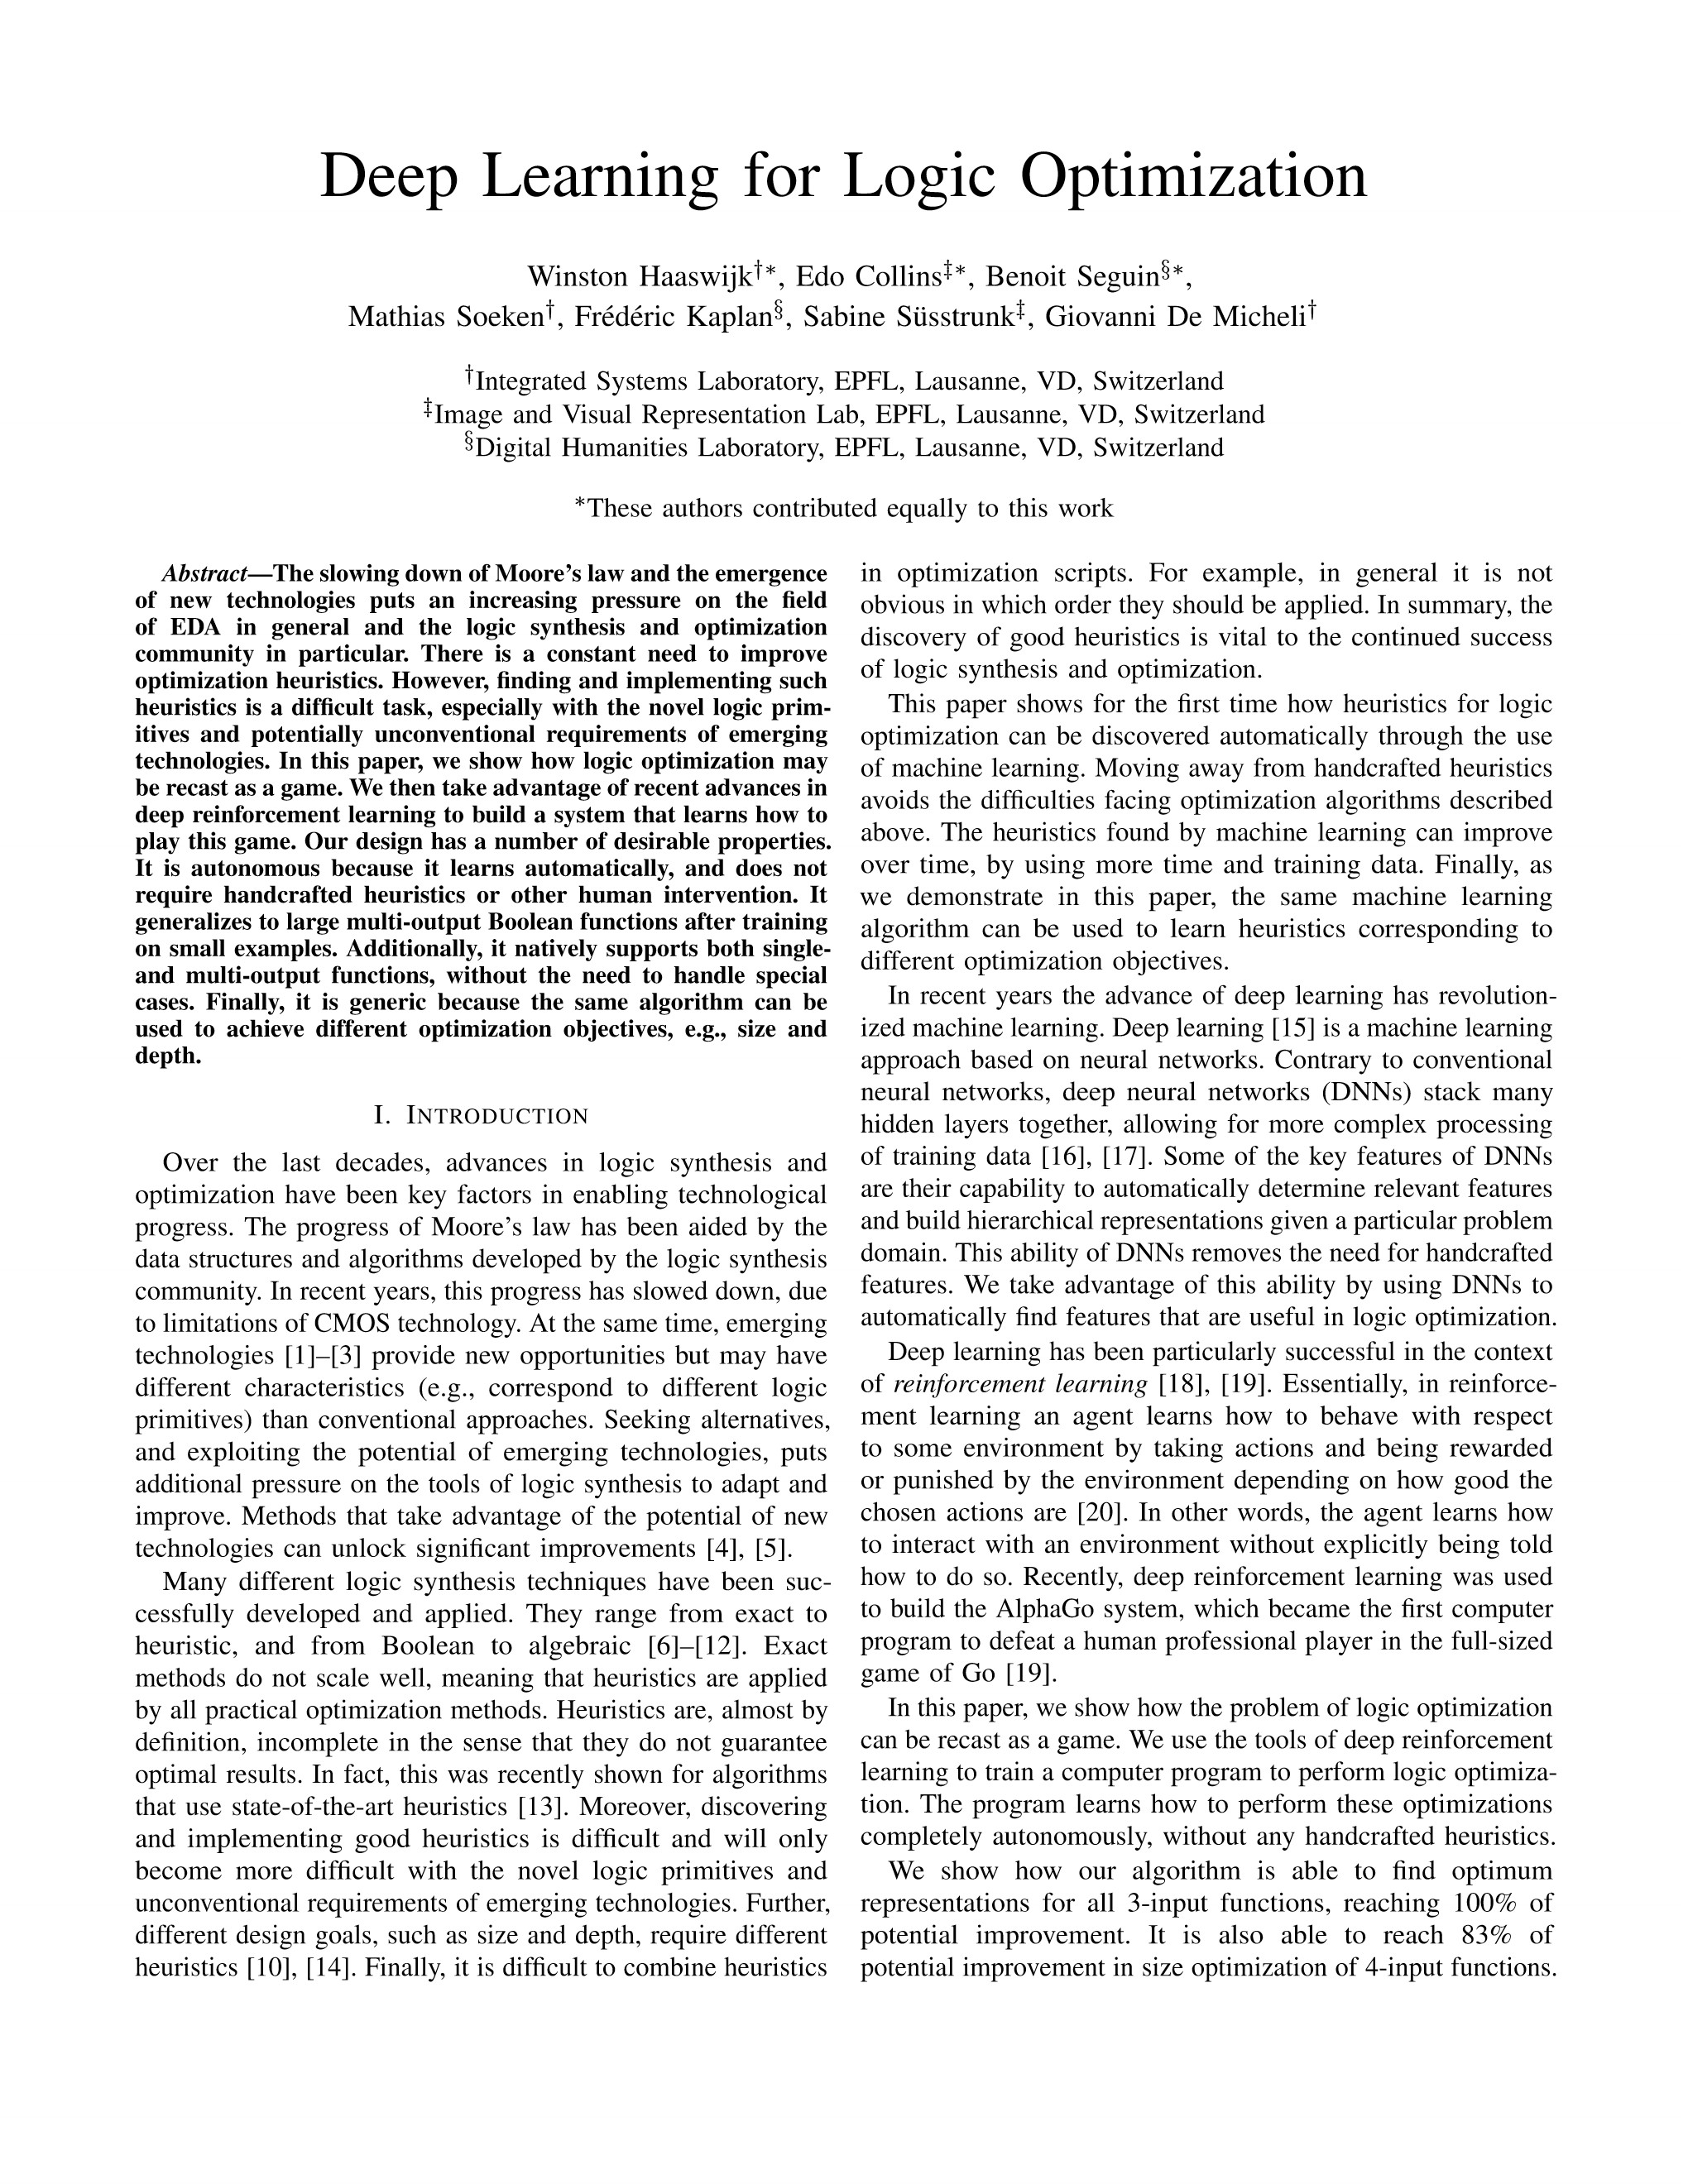 Deep Learning for Logic Optimization
Winston Haaswijk†*, Edo Collins‡*, Benoit Seguin§*,
Mathias Soeken†, Frédéric Kaplan§, Sabine Süsstrunk‡, Giovanni De Micheli†
†Integrated Systems Laboratory, EPFL, Lausanne, VD, Switzerland
‡Image and Visual Representation Lab, EPFL, Lausanne, VD, Switzerland
§Digital Humanities Laboratory, EPFL, Lausanne, VD, Switzerland
*These authors contributed equally to this work
Abstract—The slowing down of Moore's law and the emergence
of new technologies puts an increasing pressure on the field
of EDA in general and the logic synthesis and optimization
community in particular. There is a constant need to improve
optimization heuristics. However, finding and implementing such
heuristics is a difficult task, especially with the novel logic prim-
itives and potentially unconventional requirements of emerging
technologies. In this paper, we show how logic optimization may
be recast as a game. We then take advantage of recent advances in
deep reinforcement learning to build a system that learns how to
play this game. Our design has a number of desirable properties.
It is autonomous because it learns automatically, and does not
require handcrafted heuristics or other human intervention. It
generalizes to large multi-output Boolean functions after training
on small examples. Additionally, it natively supports both single-
and multi-output functions, without the need to handle special
cases. Finally, it is generic because the same algorithm can be
used to achieve different optimization objectives, e.g., size and
depth.
I. INTRODUCTION
Over the last decades, advances in logic synthesis and
optimization have been key factors in enabling technological
progress. The progress of Moore's law has been aided by the
data structures and algorithms developed by the logic synthesis
community. In recent years, this progress has slowed down, due
to limitations of CMOS technology. At the same time, emerging
technologies [1]–[3] provide new opportunities but may have
different characteristics (e.g., correspond to different logic
primitives) than conventional approaches. Seeking alternatives,
and exploiting the potential of emerging technologies, puts
additional pressure on the tools of logic synthesis to adapt and
improve. Methods that take advantage of the potential of new
technologies can unlock significant improvements [4], [5].
Many different logic synthesis techniques have been suc-
cessfully developed and applied. They range from exact to
heuristic, and from Boolean to algebraic [6]–[12]. Exact
methods do not scale well, meaning that heuristics are applied
by all practical optimization methods. Heuristics are, almost by
definition, incomplete in the sense that they do not guarantee
optimal results. In fact, this was recently shown for algorithms
that use state-of-the-art heuristics [13]. Moreover, discovering
and implementing good heuristics is difficult and will only
become more difficult with the novel logic primitives and
unconventional requirements of emerging technologies. Further,
different design goals, such as size and depth, require different
heuristics [10], [14]. Finally, it is difficult to combine heuristics
in optimization scripts. For example, in general it is not
obvious in which order they should be applied. In summary, the
discovery of good heuristics is vital to the continued success
of logic synthesis and optimization.
This paper shows for the first time how heuristics for logic
optimization can be discovered automatically through the use
of machine learning. Moving away from handcrafted heuristics
avoids the difficulties facing optimization algorithms described
above. The heuristics found by machine learning can improve
over time, by using more time and training data. Finally, as
we demonstrate in this paper, the same machine learning
algorithm can be used to learn heuristics corresponding to
different optimization objectives.
In recent years the advance of deep learning has revolution-
ized machine learning. Deep learning [15] is a machine learning
approach based on neural networks. Contrary to conventional
neural networks, deep neural networks (DNNs) stack many
hidden layers together, allowing for more complex processing
of training data [16], [17]. Some of the key features of DNNs
are their capability to automatically determine relevant features
and build hierarchical representations given a particular problem
domain. This ability of DNNs removes the need for handcrafted
features. We take advantage of this ability by using DNNs to
automatically find features that are useful in logic optimization.
Deep learning has been particularly successful in the context
of reinforcement learning [18], [19]. Essentially, in reinforce-
ment learning an agent learns how to behave with respect
to some environment by taking actions and being rewarded
or punished by the environment depending on how good the
chosen actions are [20]. In other words, the agent learns how
to interact with an environment without explicitly being told
how to do so. Recently, deep reinforcement learning was used
to build the AlphaGo system, which became the first computer
program to defeat a human professional player in the full-sized
game of Go [19].
In this paper, we show how the problem of logic optimization
can be recast as a game. We use the tools of deep reinforcement
learning to train a computer program to perform logic optimiza-
tion. The program learns how to perform these optimizations
completely autonomously, without any handcrafted heuristics.
We show how our algorithm is able to find optimum
representations for all 3-input functions, reaching 100% of
potential improvement. It is also able to reach 83% of
potential improvement in size optimization of 4-input functions.